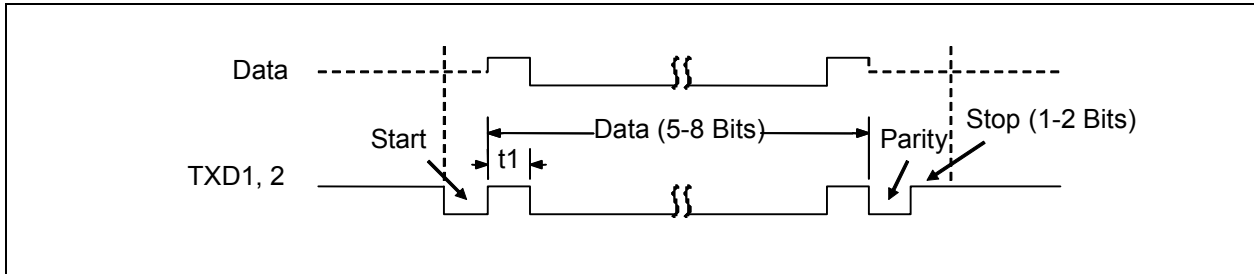 Data
Start
Data (5-8 Bits)
Stop (1-2 Bits)
Parity
t1
TXD1, 2